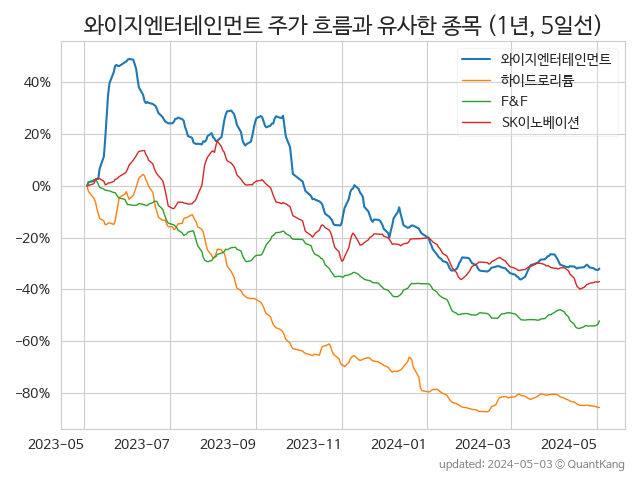 와이지엔터테인먼트 주가 흐름과 유사한 종목 (1년, 5일선)
와이지엔터테인먼트
하이드로리튬
F&F
SK이노베이션
40%
20%
0%
−20%
−40%
−60%
−80%
2023-05 2023-07 2023-09 2023-11 2024-01 2024-03 2024-05
updated: 2024-05-03 ⓒ QuantKang